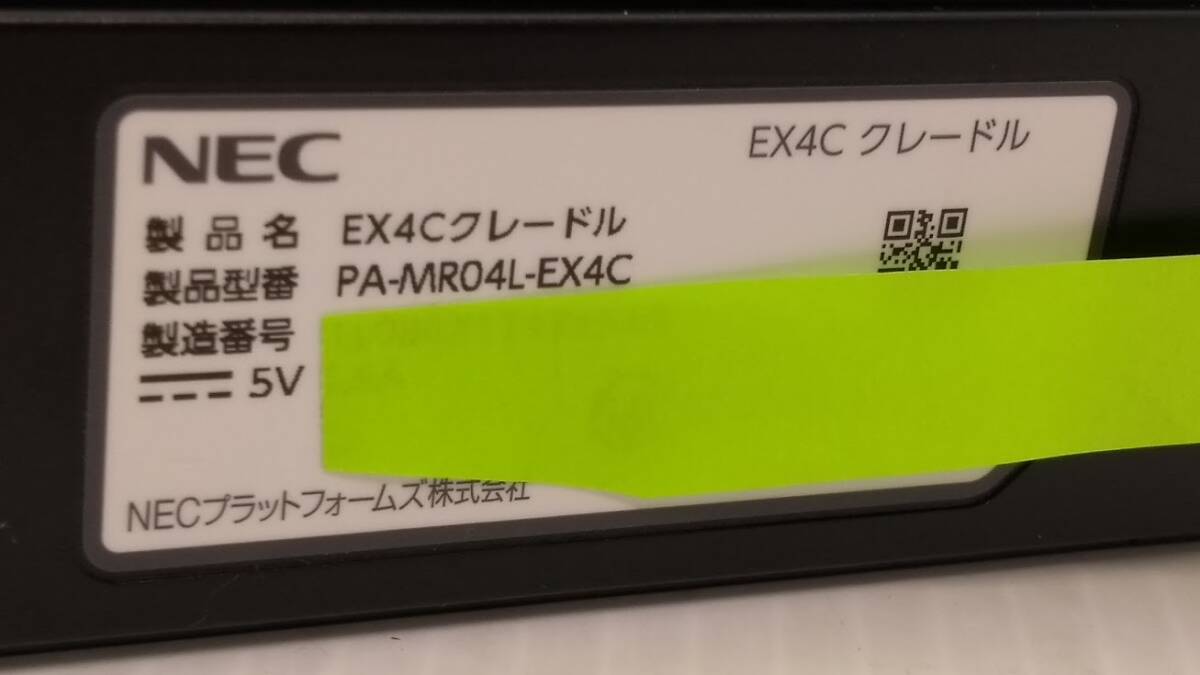 NEC
EX4C クレードル
製品名 EX4Cクレードル
製品型番 PA-MR04L-EX4C
製造番号
5V
NECプラットフォームズ株式会社